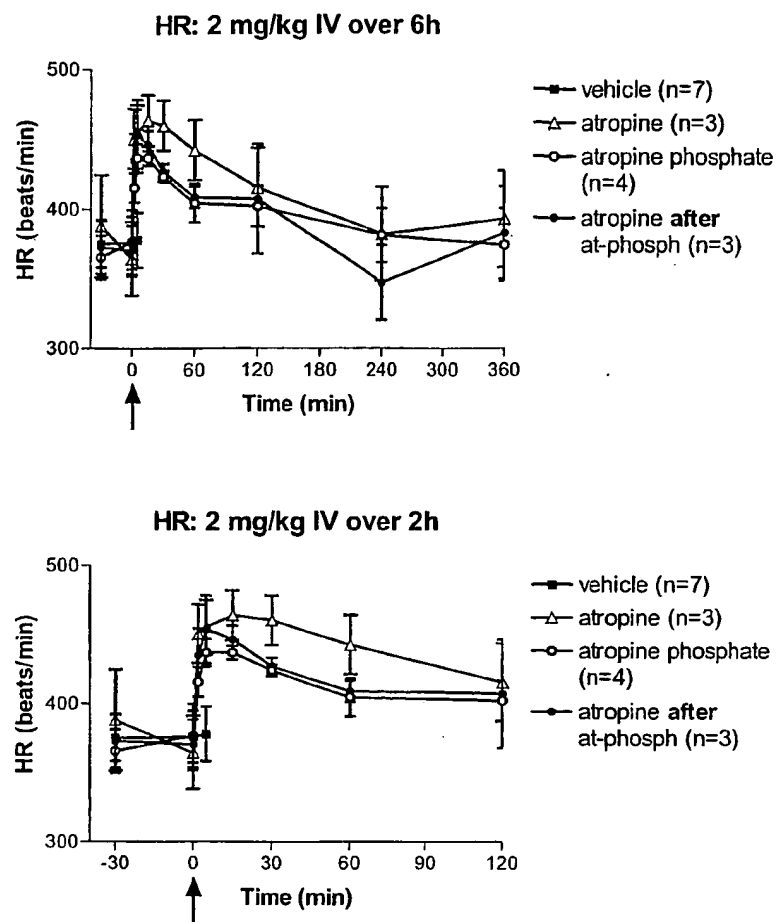 HR: 2 mg/kg IV over 6h
500
400
300
HR (beats/min)
0 60 120 180 240 300 360
Time (min)
vehicle (n=7)
atropine (n=3)
atropine phosphate
(n=4)
atropine after
at-phosph (n=3)
HR: 2 mg/kg IV over 2h
500
400
300
HR (beats/min)
-30 0 30 60 90 120
Time (min)
vehicle (n=7)
atropine (n=3)
atropine phosphate
(n=4)
atropine after
at-phosph (n=3)